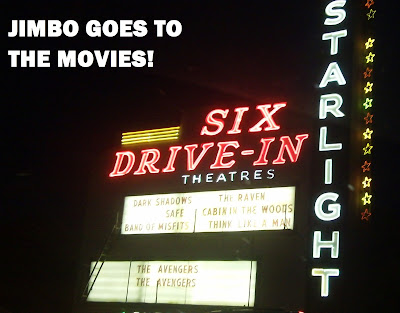 JIMBO GOES TO
THE MOVIES!
STARLIGHT
SIX
DRIVE-IN
THEATRES
DARK SHADOWS THE RAVEN
SAFE CABIN IN THE WOODS
BAND OF MISFITS THINK LIKE A MAN
THE AVENGERS
THE AVENGERS